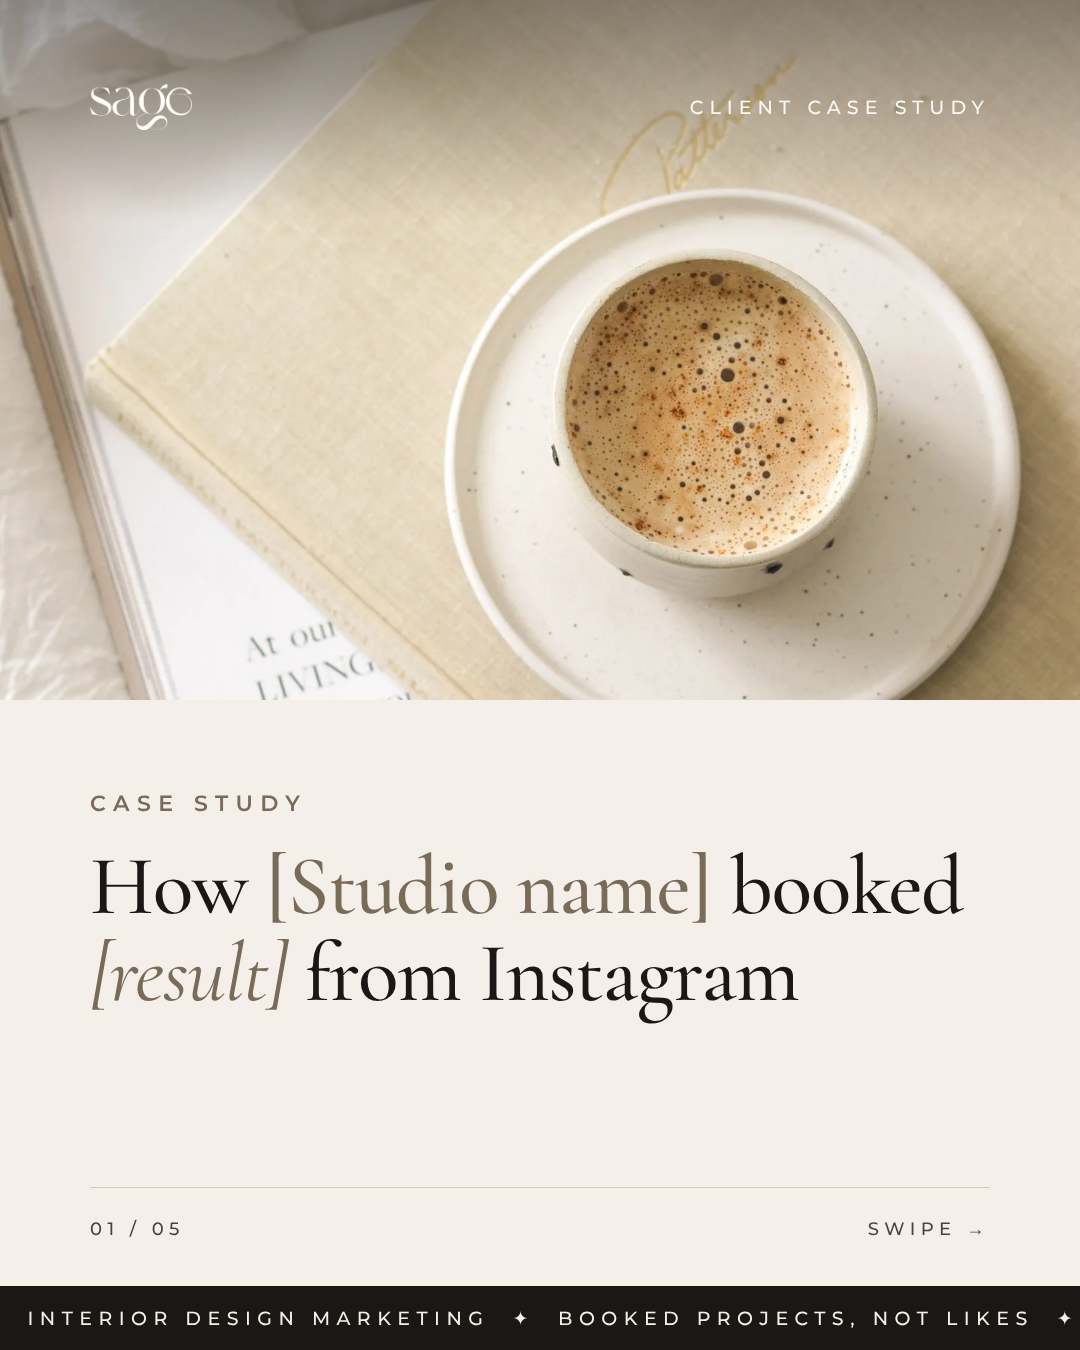 sage
CLIENT CASE STUDY
Patterson
At our
LIVING
CASE STUDY
How [Studio name] booked
[result] from Instagram
01 / 05
SWIPE →
INTERIOR DESIGN MARKETING ✦ BOOKED PROJECTS, NOT LIKES ✦